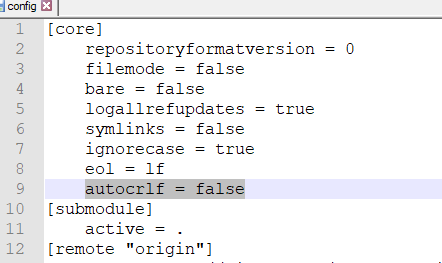 config
1 [core]
2 repositoryformatversion = 0
3 filemode = false
4 bare = false
5 logallrefupdates = true
6 symlinks = false
7 ignorecase = true
8 eol = lf
9 autocrlf = false
10 [submodule]
11 active = .
12 [remote "origin"]